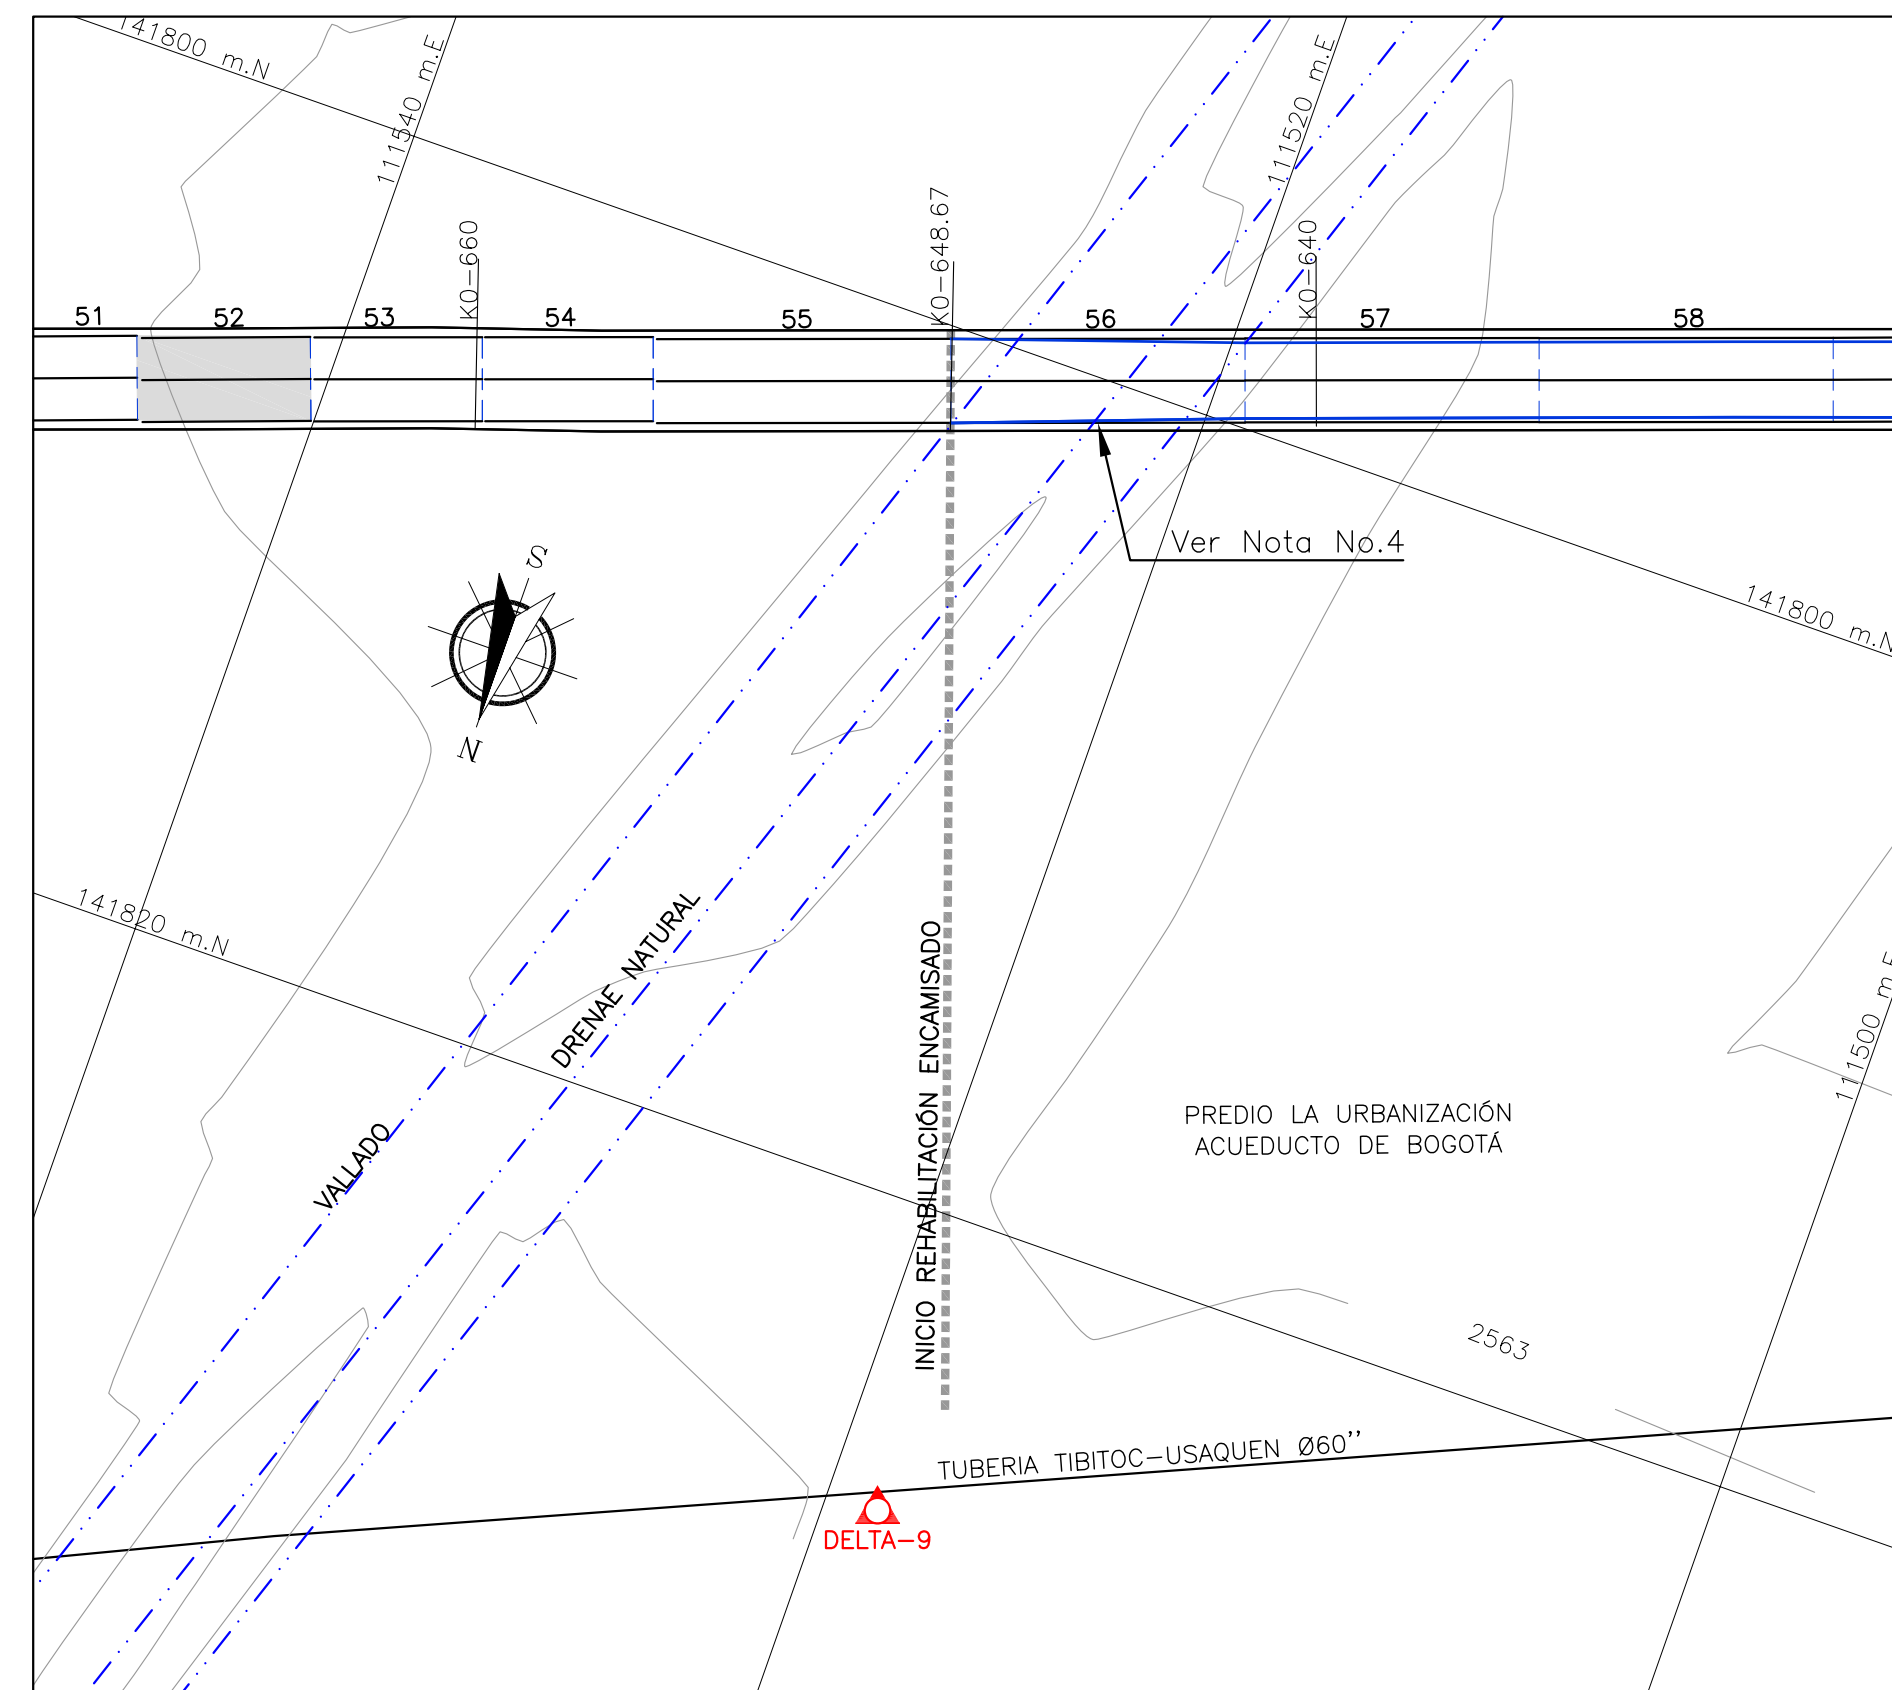 141800 m.N
111540 m.E
111520 m.E
K0-660
K0-648.67
K0-640
51
52
53
54
55
56
57
58
Ver Nota No.4
S
N
141800 m.N
141820 m.N
DRENAE NATURAL
VALLADO
INICIO REHABILITACIÓN ENCAMISADO
111500 m.E
PREDIO LA URBANIZACIÓN
ACUEDUCTO DE BOGOTÁ
2563
TUBERIA TIBITOC-USAQUEN Ø60''
DELTA-9